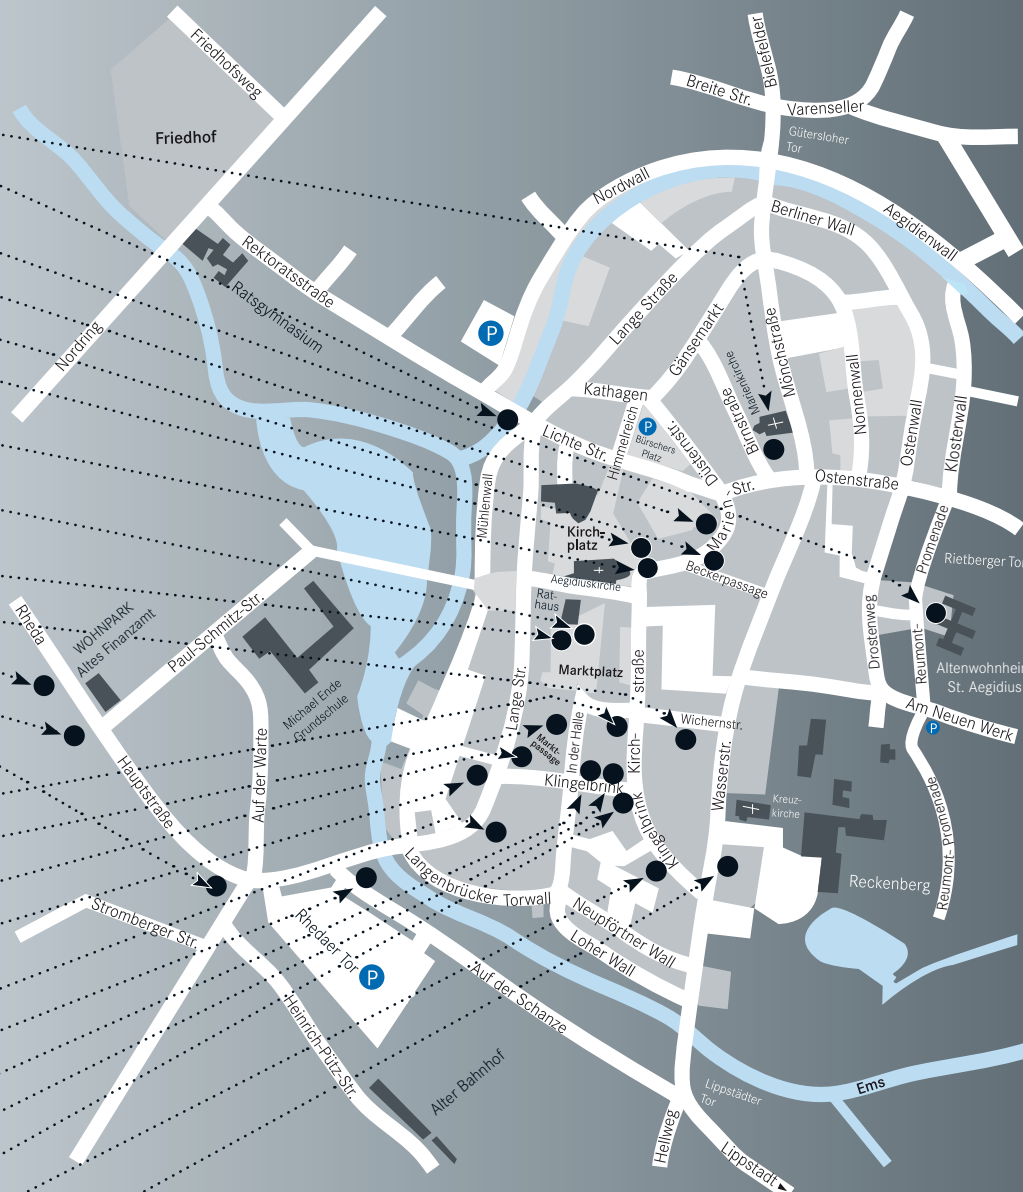 Friedhofsweg
Friedhof
Breite Str.
Bielefelder
Varenseller
Gütersloher
Tor
Nordwall
Berliner Wall
Aegidienwall
Rektoratsstraße
Ratsgymnasium
Nordring
P
Lange Straße
Gänsemarkt
Mönchstraße
Marienkirche
Nonnenwall
Ostenwall
Klosterwall
Kathagen
Himmelreich
P
Bürschers
Platz
Düsternstr.
Birnstraße
Lichte Str.
Marien-Str.
Ostenstraße
Mühlenwall
Kirch-
platz
Aegidiuskirche
Beckerpassage
Promenade
Rietberger Tor
Rat-
haus
Marktplatz
Drostenweg
Reumont-
Altenwohnheim
St. Aegidius
Am Neuen Werk
P
Rheda
WOHNPARK
Altes Finanzamt
Paul-Schmitz-Str.
Michael Ende
Grundschule
Lange Str.
straße
Kirch-
Wichernstr.
Markt-
passage
In der Halle
Klingelbrink
Klingelbrink
Wasserstr.
Kreuz-
kirche
Reckenberg
Reumont- Promenade
Hauptstraße
Auf der Warte
Langenbrücker Torwall
Neupförtner Wall
Loher Wall
Stromberger Str.
Rhedaer Tor
P
Auf der Schanze
Heinrich-Pütz-Str.
Alter Bahnhof
Lippstädter
Tor
Ems
Hellweg
Lippstadt